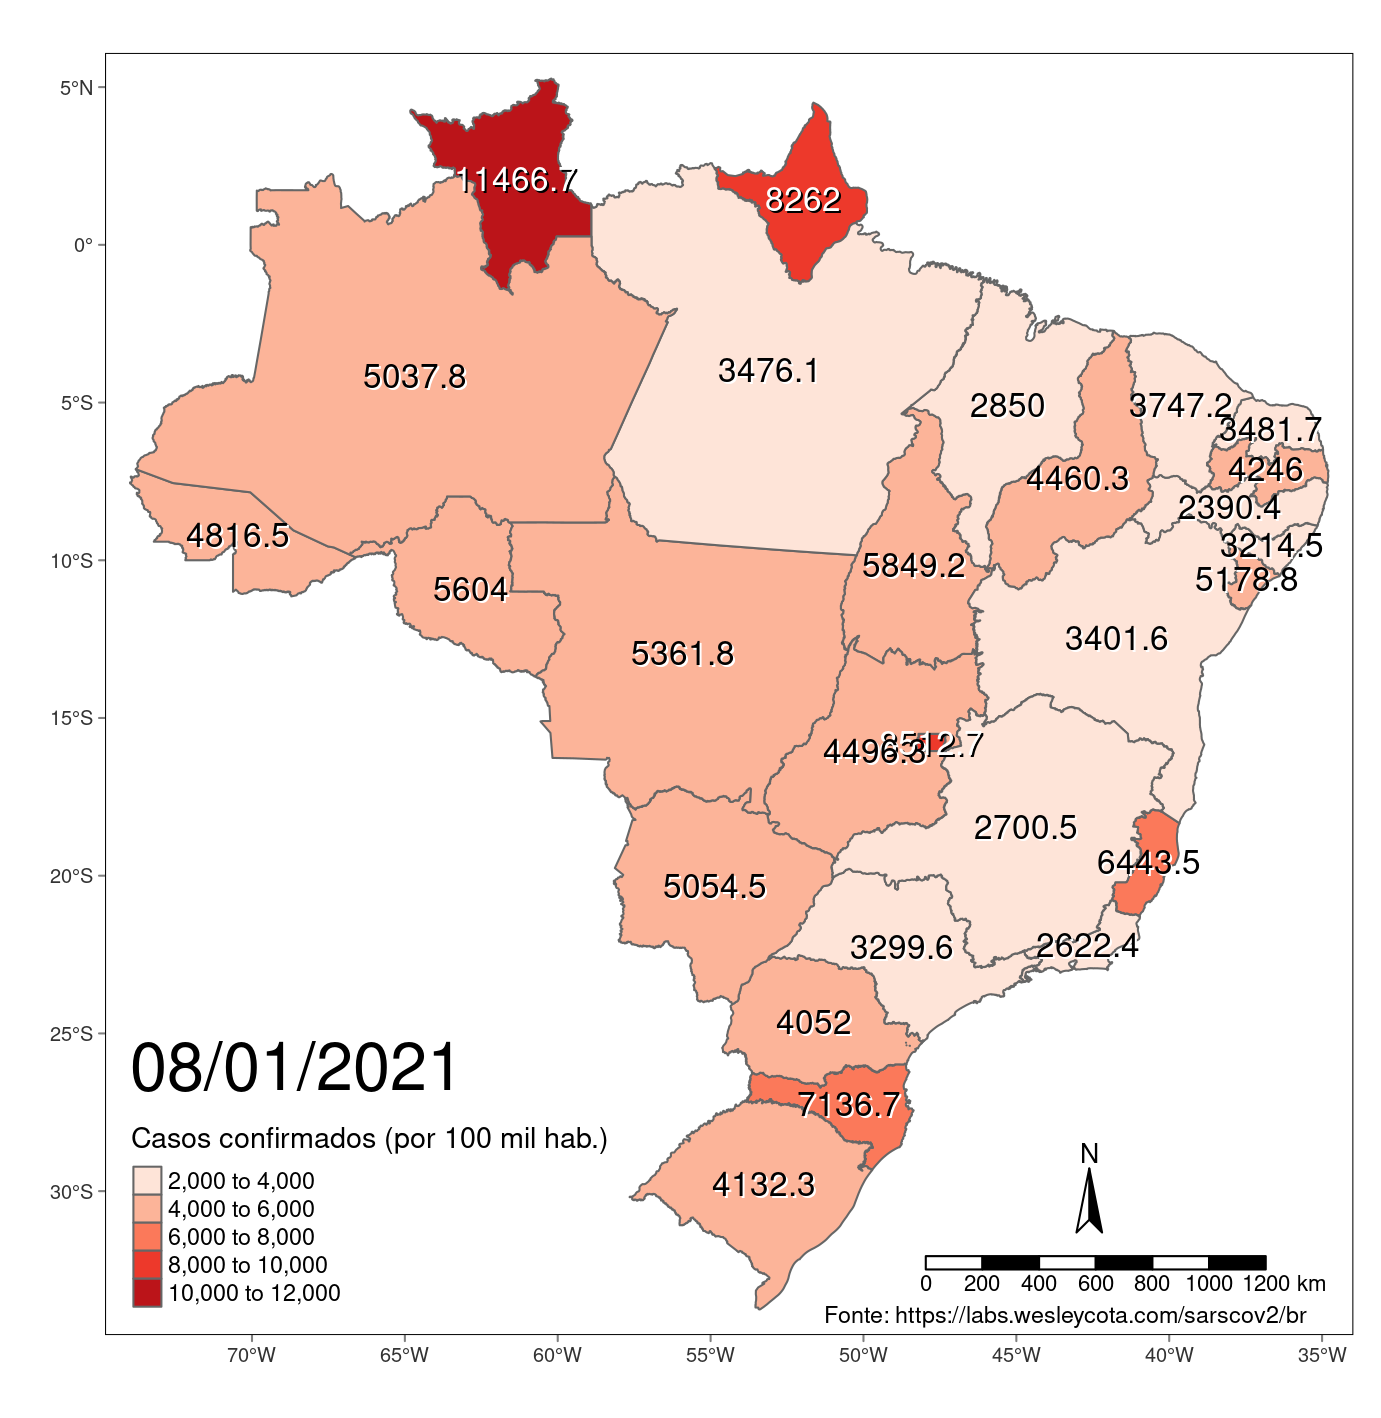 5°N
0°
5°S
10°S
15°S
20°S
25°S
30°S
11466.7
8262
5037.8
3476.1
2850
3747.2
3481.7
4246
4460.3
2390.4
4816.5
3214.5
5604
5849.2
5178.8
5361.8
3401.6
4496.3
2700.5
6443.5
5054.5
3299.6
2622.4
4052
7136.7
4132.3
08/01/2021
Casos confirmados (por 100 mil hab.)
2,000 to 4,000
4,000 to 6,000
6,000 to 8,000
8,000 to 10,000
10,000 to 12,000
N
0 200 400 600 800 1000 1200 km
Fonte: https://labs.wesleycota.com/sarscov2/br
70°W 65°W 60°W 55°W 50°W 45°W 40°W 35°W